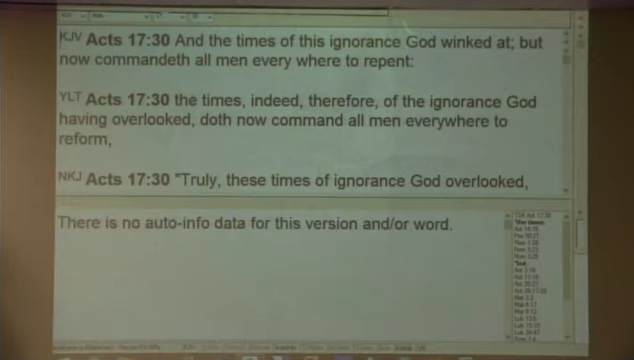 KJV Acts 17:30 And the times of this ignorance God winked at; but
now commandeth all men every where to repent:
YLT Acts 17:30 the times, indeed, therefore, of the ignorance God
having overlooked, doth now command all men everywhere to
reform,
NKJ Acts 17:30 "Truly, these times of ignorance God overlooked,
There is no auto-info data for this version and/or word.